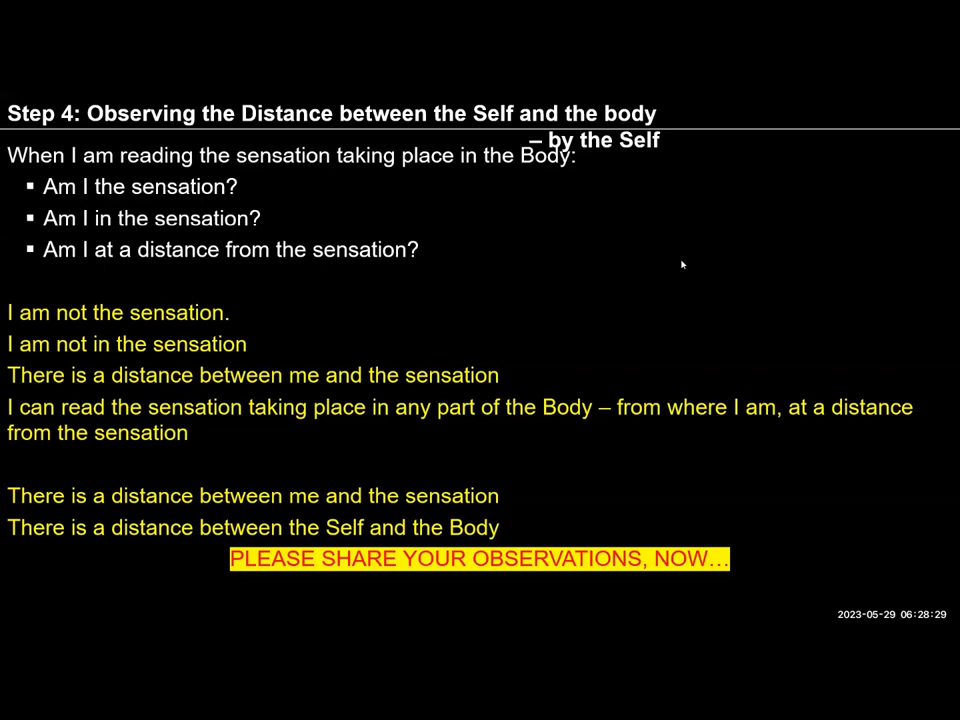 Step 4: Observing the Distance between the Self and the body
– by the Self
When I am reading the sensation taking place in the Body:
▪ Am I the sensation?
▪ Am I in the sensation?
▪ Am I at a distance from the sensation?
I am not the sensation.
I am not in the sensation
There is a distance between me and the sensation
I can read the sensation taking place in any part of the Body – from where I am, at a distance
from the sensation
There is a distance between me and the sensation
There is a distance between the Self and the Body
PLEASE SHARE YOUR OBSERVATIONS, NOW…
2023-05-29 06:28:29